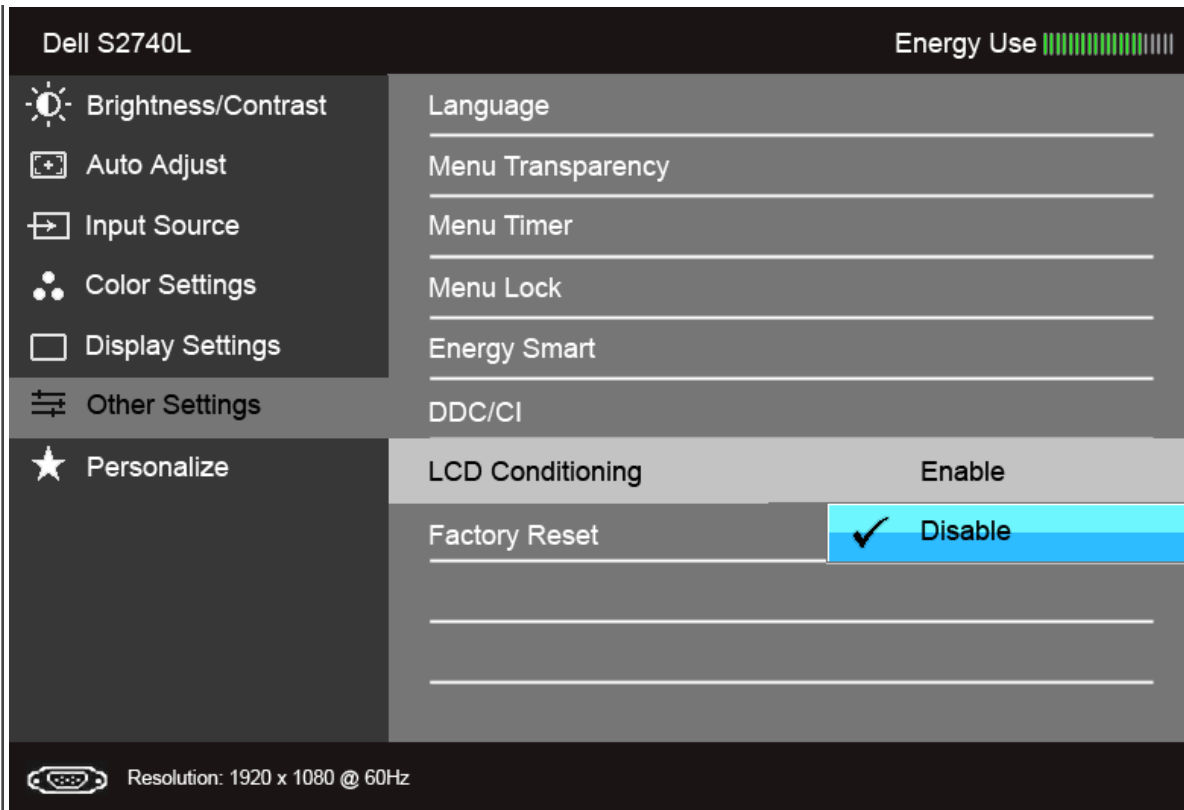 Dell S2740L Energy Use
Brightness/Contrast
Auto Adjust
Input Source
Color Settings
Display Settings
Other Settings
Personalize
Language
Menu Transparency
Menu Timer
Menu Lock
Energy Smart
DDC/CI
LCD Conditioning Enable
Factory Reset Disable
Resolution: 1920 x 1080 @ 60Hz